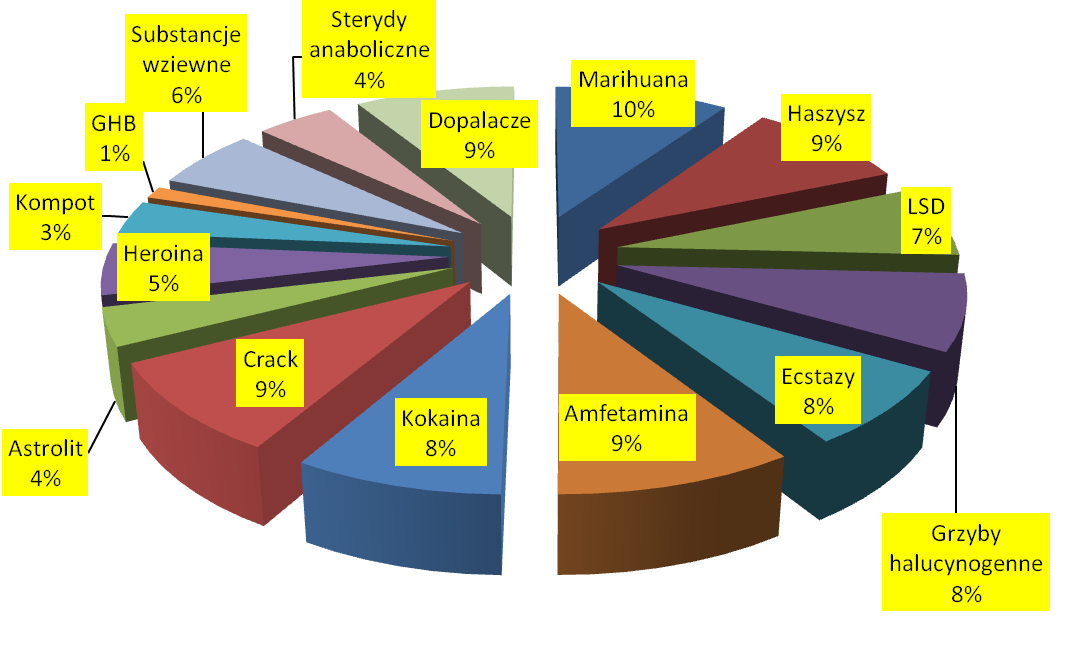 Sterydy
anaboliczne
4%
Substancje
wziewne
6%
Marihuana
10%
Haszysz
9%
Dopalacze
9%
GHB
1%
Kompot
3%
LSD
7%
Heroina
5%
Crack
9%
Ecstazy
8%
Kokaina
8%
Amfetamina
9%
Astrolit
4%
Grzyby
halucynogenne
8%